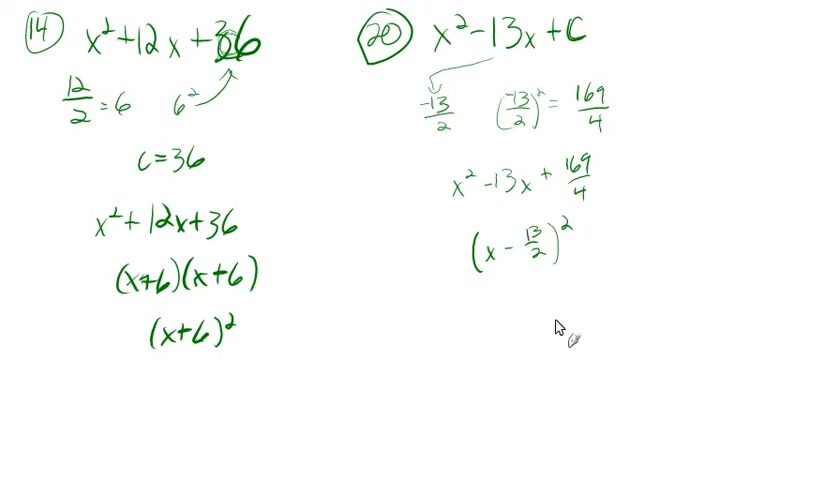 14 x² + 12x + 36
12/2 = 6 6²
c = 36
x² + 12x + 36
(x+6)(x+6)
(x+6)²
20 x² - 13x + C
-13/2 (-13/2)² = 169/4
x² - 13x + 169/4
(x - 13/2)²